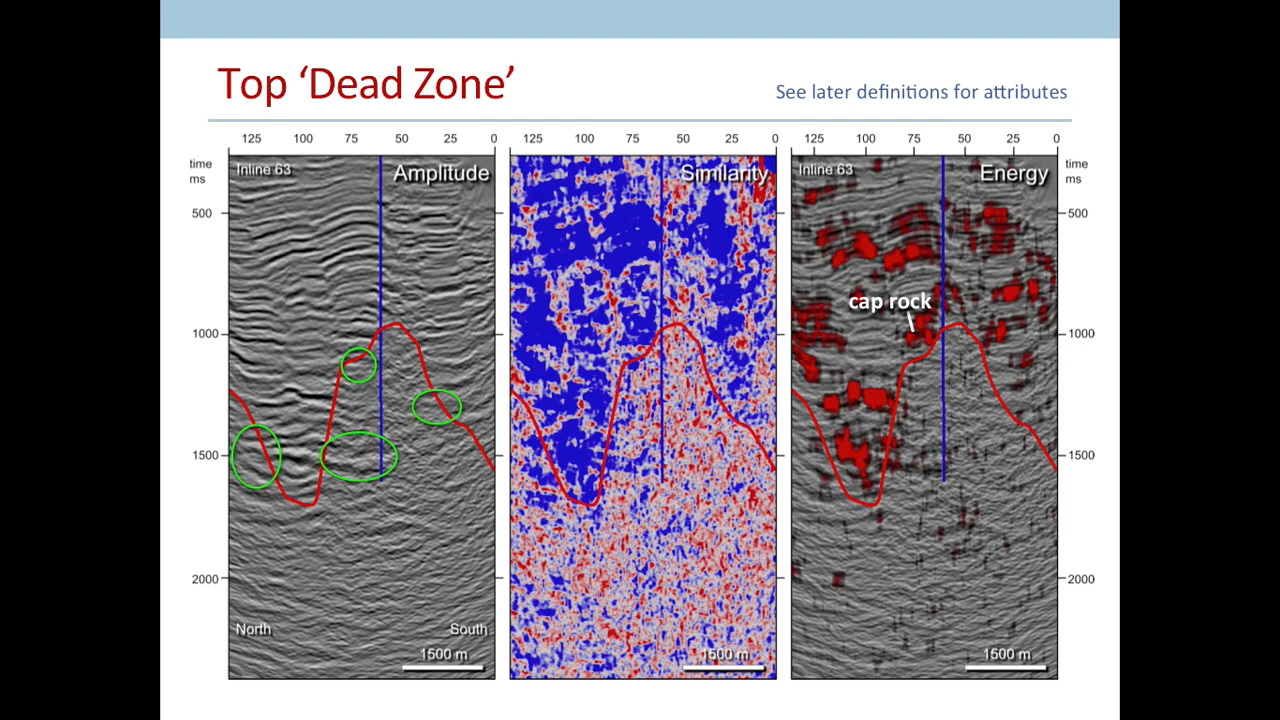 Top ‘Dead Zone’
See later definitions for attributes
125 100 75 50 25 0
125 100 75 50 25 0
125 100 75 50 25 0
time
ms
Inline 63
Amplitude
Similarity
Inline 63
Energy
time
ms
500
500
cap rock
1000
1000
1500
1500
2000
2000
North
South
1500 m
1500 m
1500 m